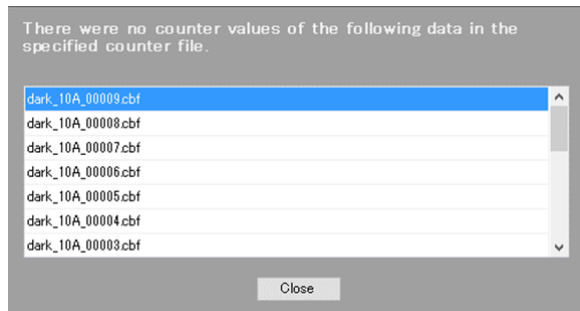 There were no counter values of the following data in the
specified counter file.
dark_10A_00009.cbf
dark_10A_00008.cbf
dark_10A_00007.cbf
dark_10A_00006.cbf
dark_10A_00005.cbf
dark_10A_00004.cbf
dark_10A_00003.cbf
Close